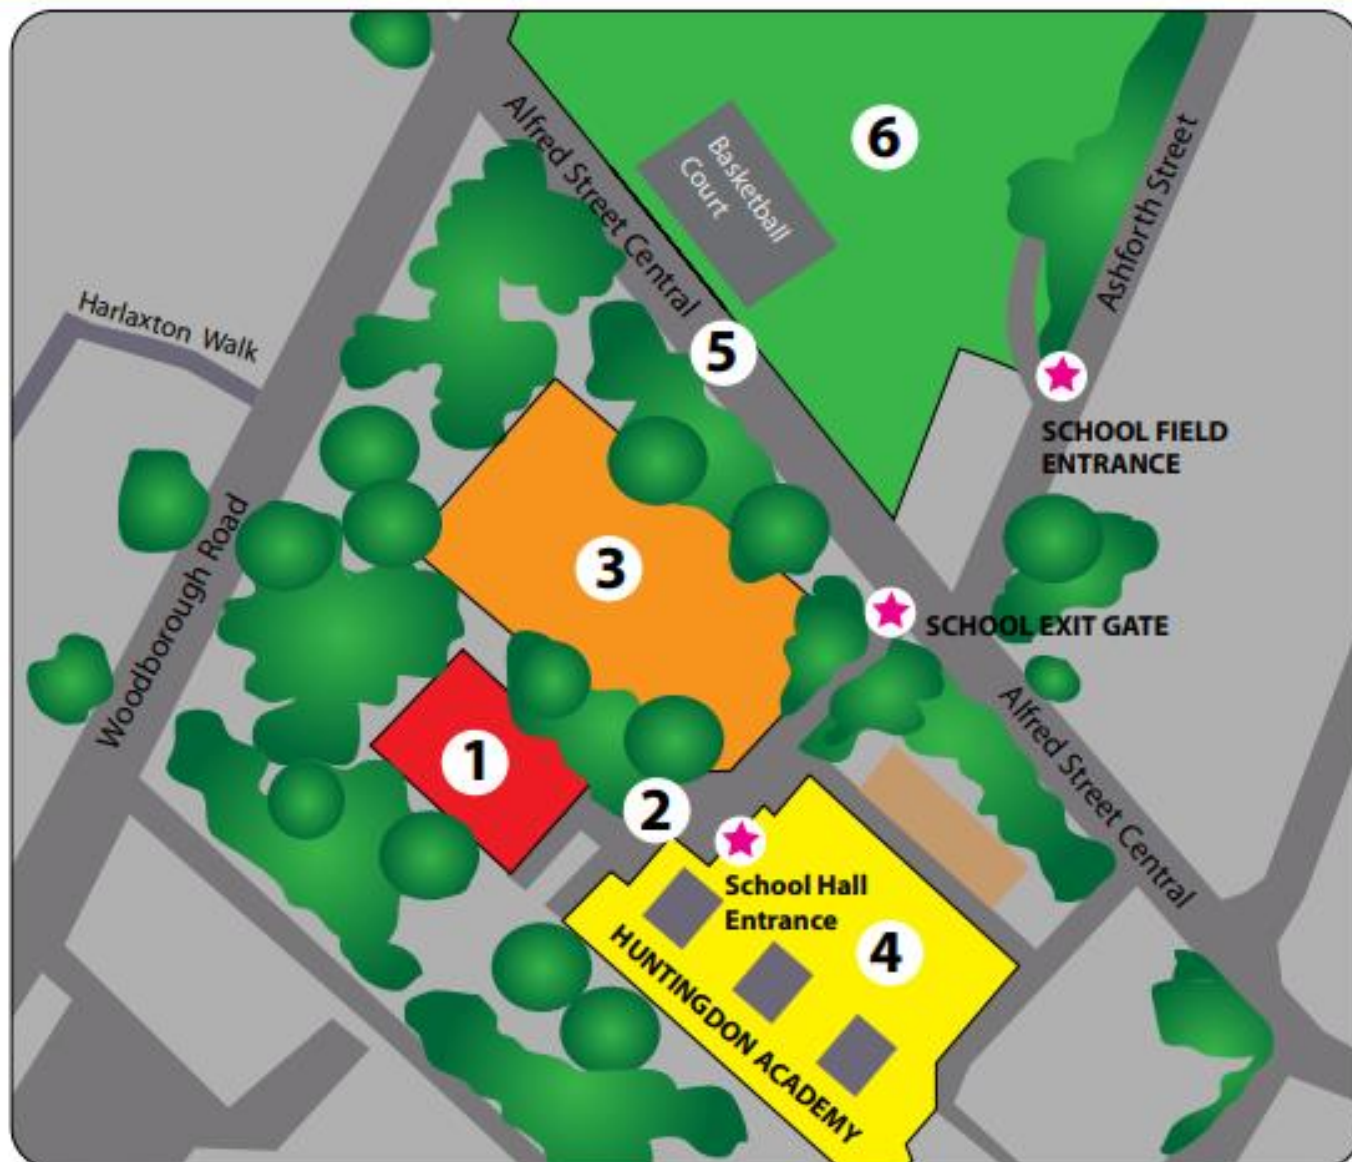 Alfred Street Central
6
Basketball
Court
Ashforth Street
Harlaxton Walk
5
SCHOOL FIELD
ENTRANCE
Woodborough Road
3
SCHOOL EXIT GATE
Alfred Street Central
1
2
School Hall
Entrance
4
HUNTINGDON ACADEMY